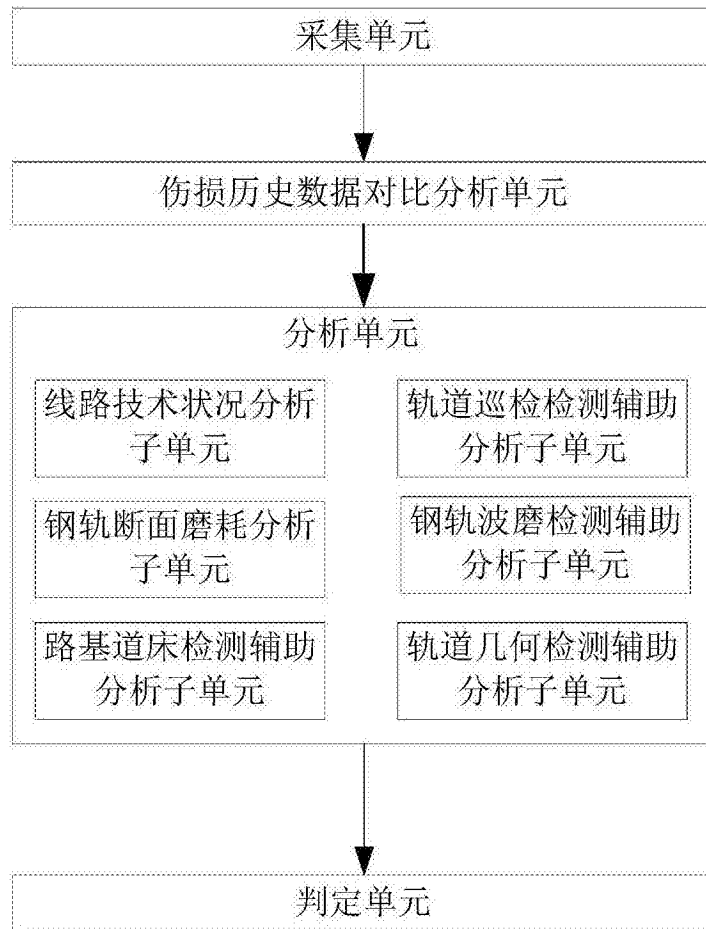 采集单元
伤损历史数据对比分析单元
分析单元
线路技术状况分析
子单元
轨道巡检检测辅助
分析子单元
钢轨断面磨耗分析
子单元
钢轨波磨检测辅助
分析子单元
路基道床检测辅助
分析子单元
轨道几何检测辅助
分析子单元
判定单元